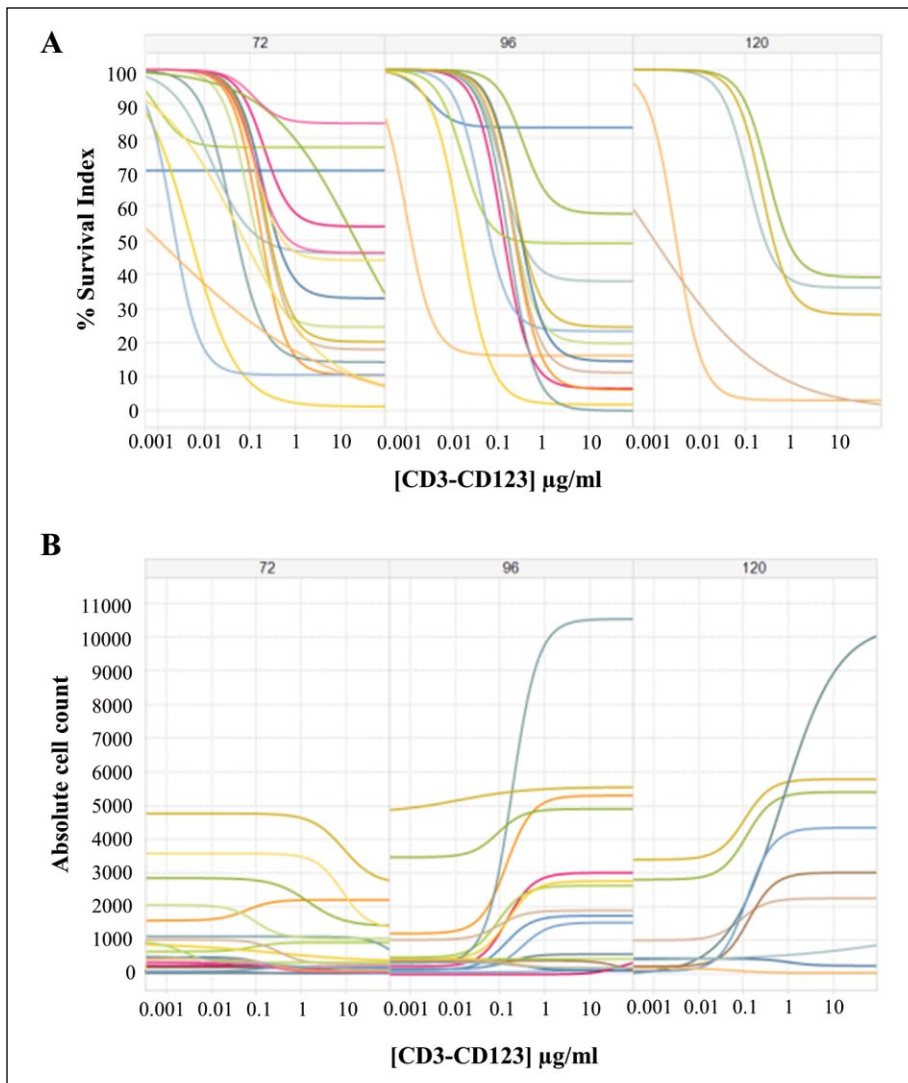 A
72 96 120
100
90
80
70
60
50
40
30
20
10
0
% Survival Index
0.001 0.01 0.1 1 10 0.001 0.01 0.1 1 10 0.001 0.01 0.1 1 10
[CD3-CD123] µg/ml
B
72 96 120
11000
10000
9000
8000
7000
6000
5000
4000
3000
2000
1000
0
Absolute cell count
0.001 0.01 0.1 1 10 0.001 0.01 0.1 1 10 0.001 0.01 0.1 1 10
[CD3-CD123] µg/ml